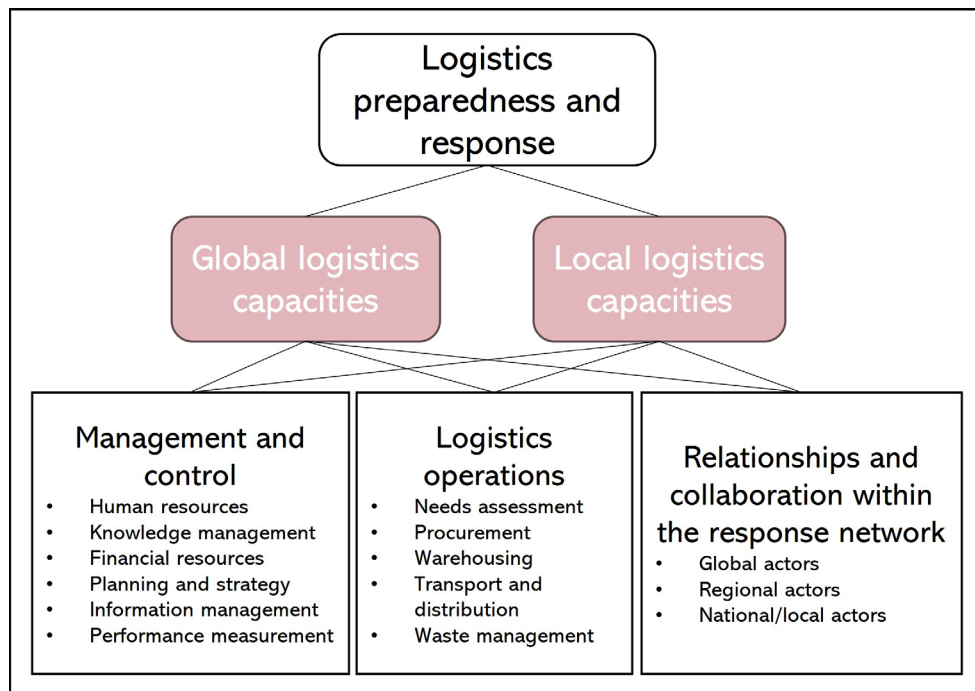 Logistics
preparedness and
response
Global logistics
capacities
Local logistics
capacities
Management and
control
• Human resources
• Knowledge management
• Financial resources
• Planning and strategy
• Information management
• Performance measurement
Logistics
operations
• Needs assessment
• Procurement
• Warehousing
• Transport and
distribution
• Waste management
Relationships and
collaboration within
the response network
• Global actors
• Regional actors
• National/local actors